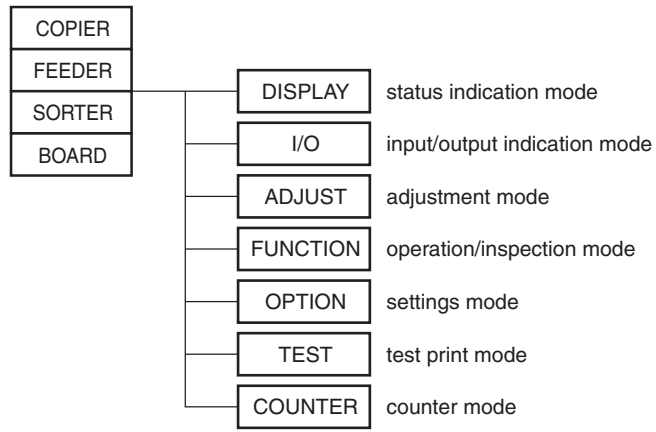 COPIER
FEEDER
SORTER
BOARD
DISPLAY status indication mode
I/O input/output indication mode
ADJUST adjustment mode
FUNCTION operation/inspection mode
OPTION settings mode
TEST test print mode
COUNTER counter mode